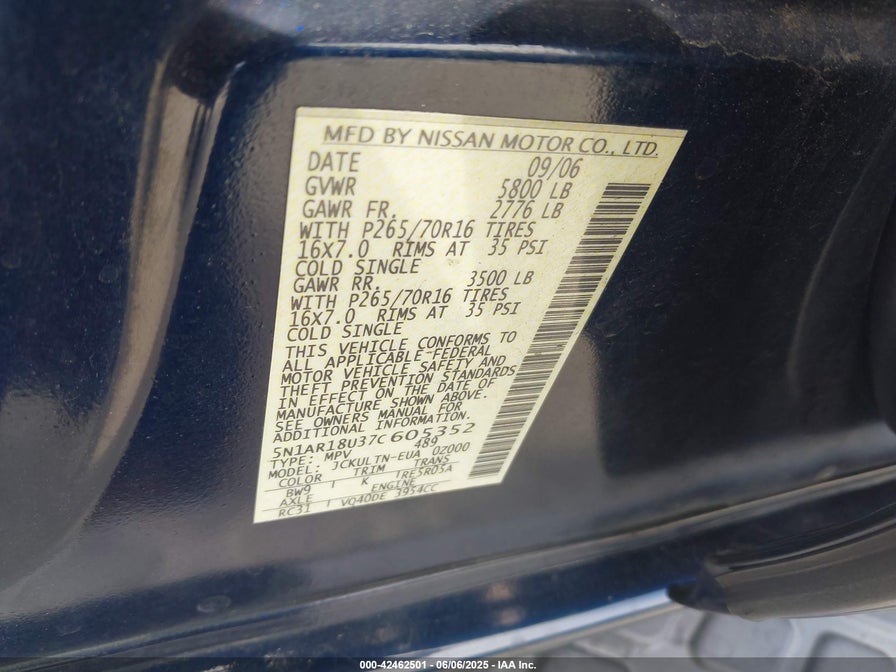 MFD BY NISSAN MOTOR CO., LTD.
DATE 09/06
GVWR 5800 LB
GAWR FR. 2776 LB
WITH P265/70R16 TIRES
16X7.0 RIMS AT 35 PSI
COLD SINGLE
GAWR RR. 3500 LB
WITH P265/70R16 TIRES
16X7.0 RIMS AT 35 PSI
COLD SINGLE
THIS VEHICLE CONFORMS TO
ALL APPLICABLE FEDERAL
MOTOR VEHICLE SAFETY AND
THEFT PREVENTION STANDARDS
IN EFFECT ON THE DATE OF
MANUFACTURE SHOWN ABOVE.
SEE OWNERS MANUAL FOR
ADDITIONAL INFORMATION
5N1AR18U37C605352
TYPE: MPV 489
MODEL: JCKULTN-EUA 0Z000
COLOR TRIM TRANS
BW9 K RE5R05A
AXLE ENGINE
RC31 VQ40DE 3954CC
000-42462501 - 06/06/2025 - IAA Inc.